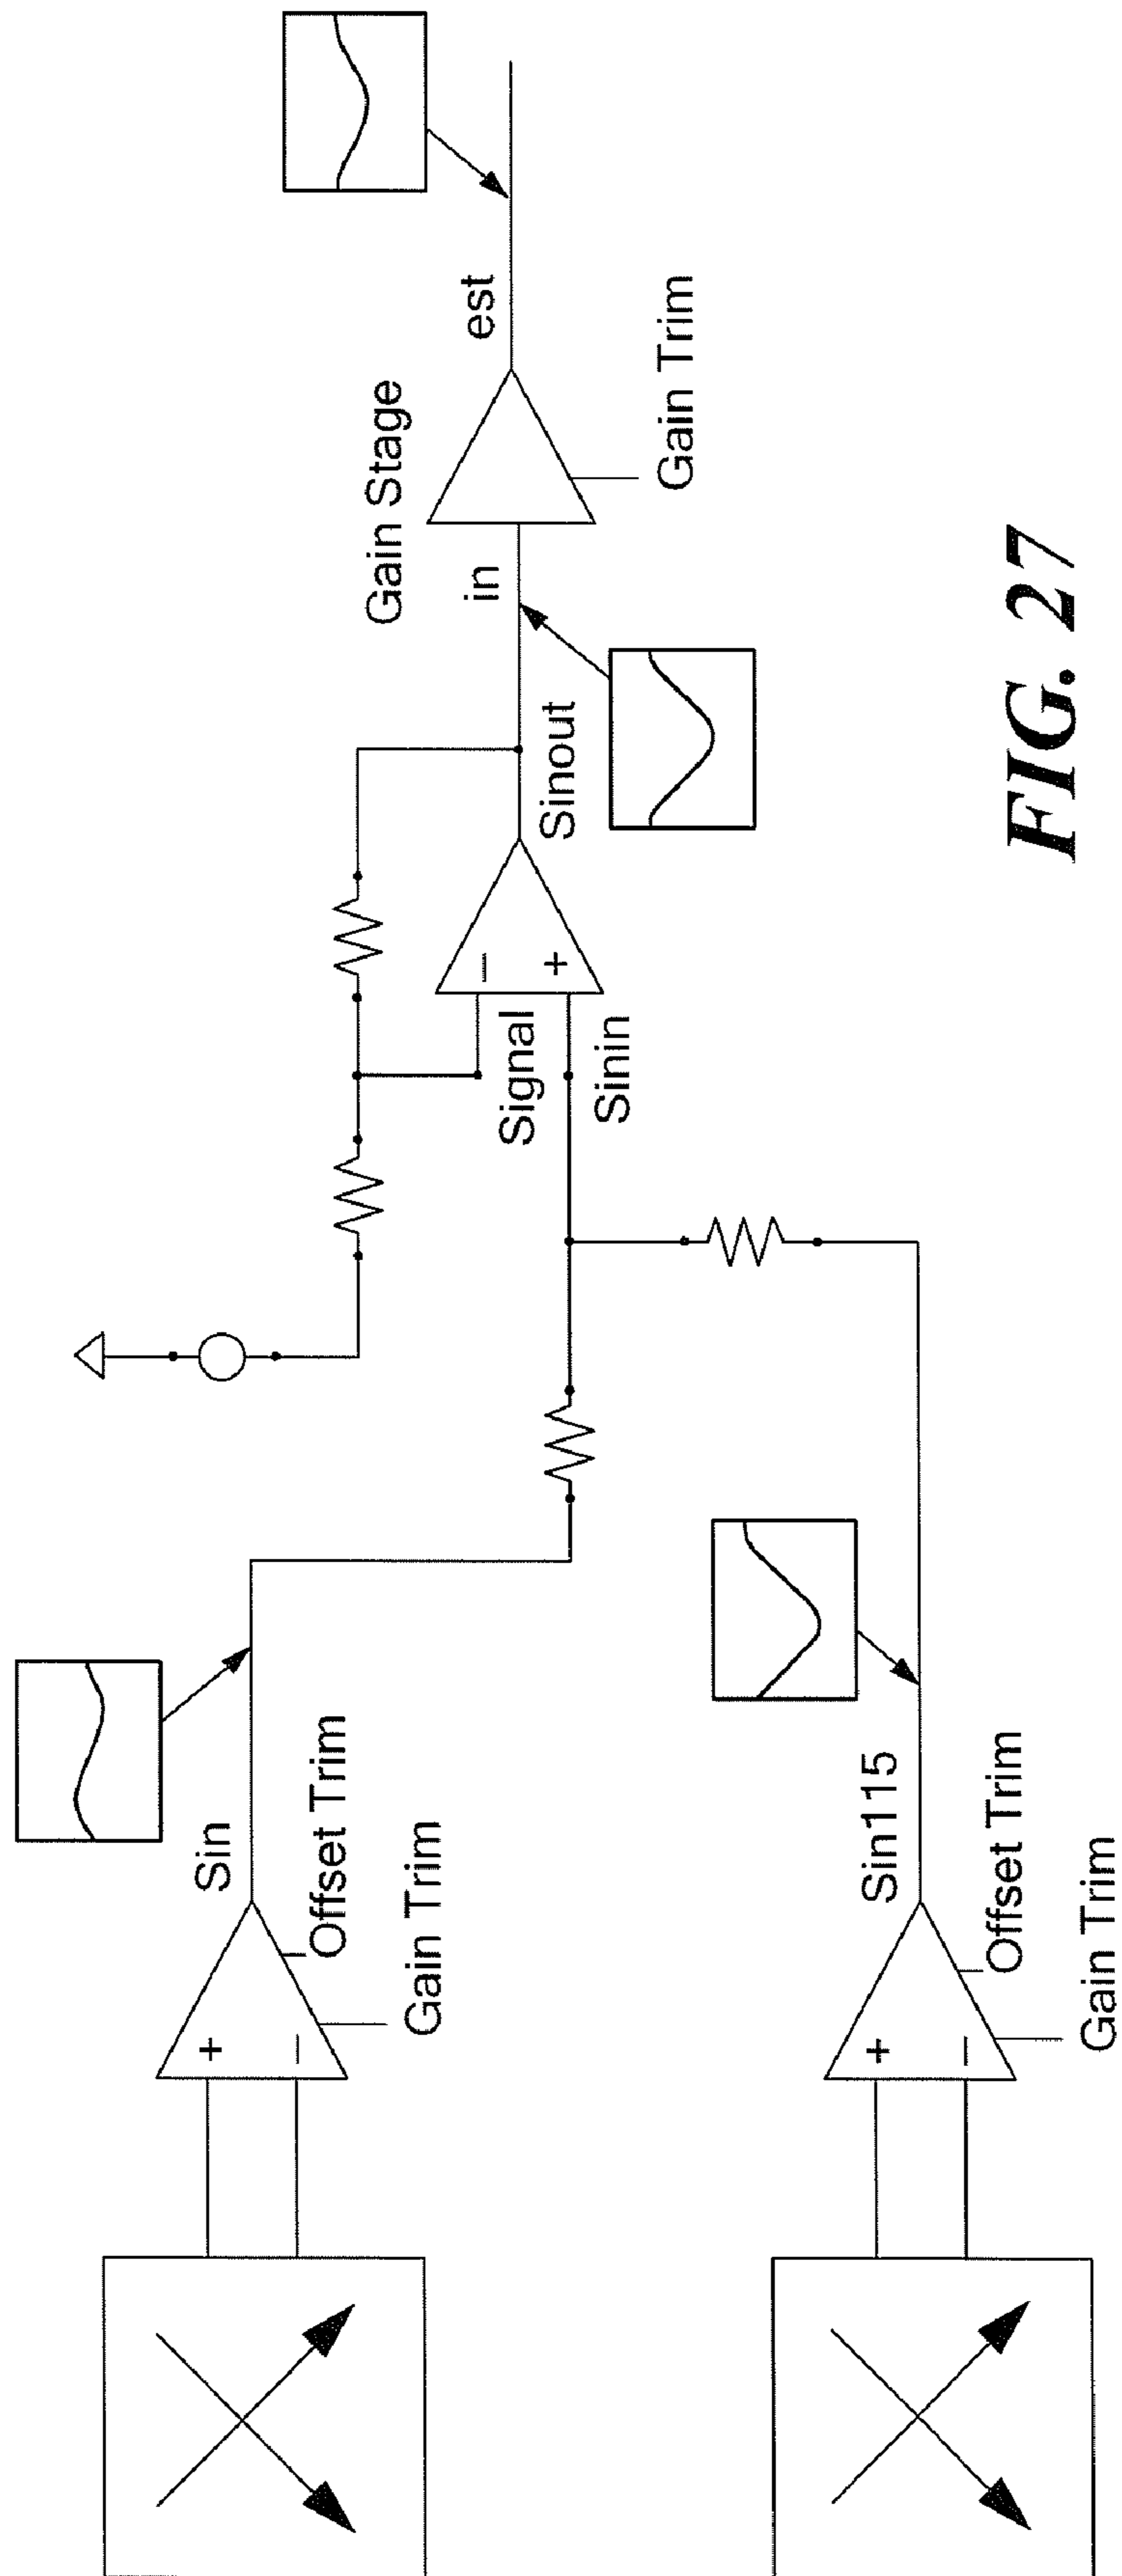 Sin
+
−
Offset Trim
Gain Trim
Sin115
+
−
Offset Trim
Gain Trim
Signal
−
+
Sinin
Sinout
in
Gain Stage
est
Gain Trim
FIG. 27